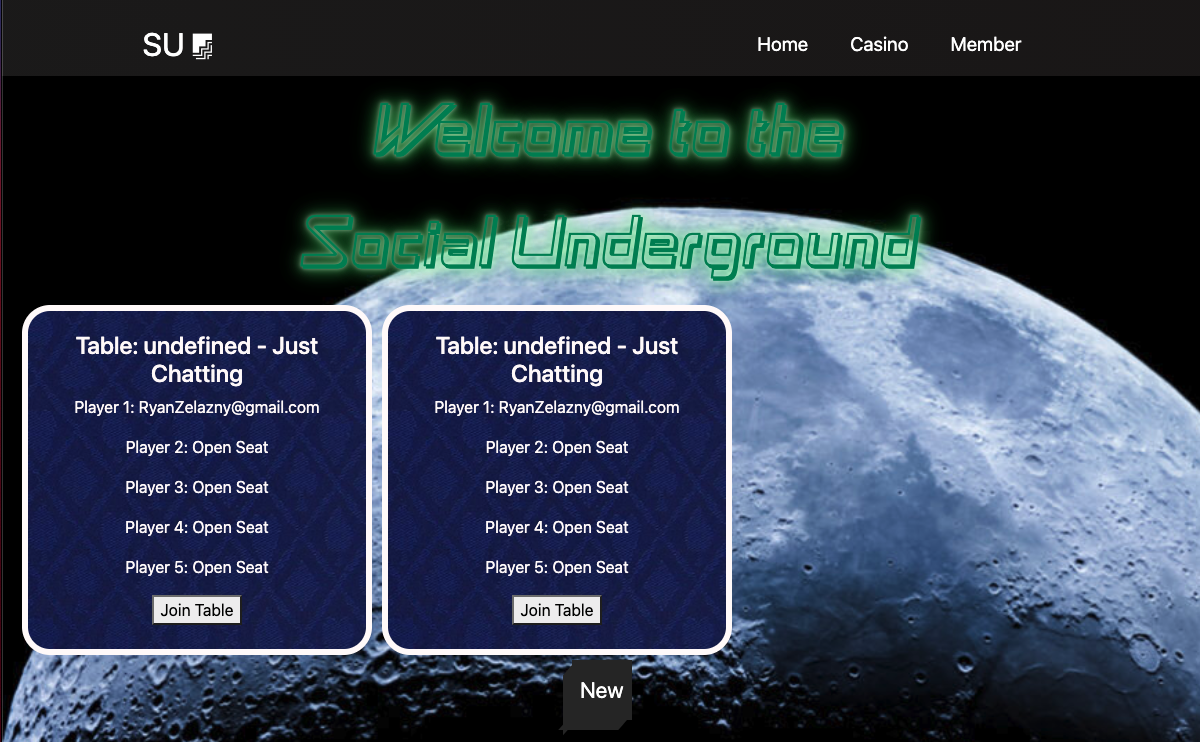 SU
Home Casino Member
Welcome to the
Social Underground
Table: undefined - Just
Chatting
Player 1: RyanZelazny@gmail.com
Player 2: Open Seat
Player 3: Open Seat
Player 4: Open Seat
Player 5: Open Seat
Join Table
Table: undefined - Just
Chatting
Player 1: RyanZelazny@gmail.com
Player 2: Open Seat
Player 3: Open Seat
Player 4: Open Seat
Player 5: Open Seat
Join Table
New